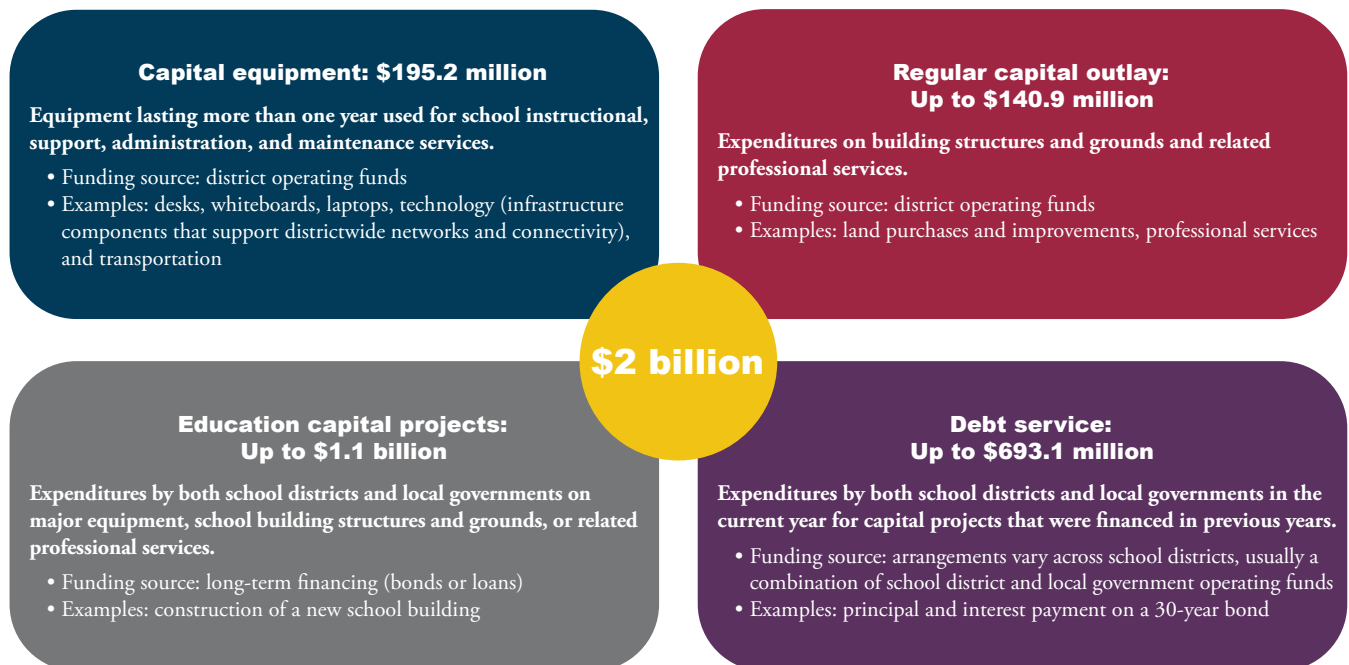 Capital equipment: $195.2 million
Equipment lasting more than one year used for school instructional,
support, administration, and maintenance services.
• Funding source: district operating funds
• Examples: desks, whiteboards, laptops, technology (infrastructure
components that support districtwide networks and connectivity),
and transportation
Regular capital outlay:
Up to $140.9 million
Expenditures on building structures and grounds and related
professional services.
• Funding source: district operating funds
• Examples: land purchases and improvements, professional services
$2 billion
Education capital projects:
Up to $1.1 billion
Expenditures by both school districts and local governments on
major equipment, school building structures and grounds, or related
professional services.
• Funding source: long-term financing (bonds or loans)
• Examples: construction of a new school building
Debt service:
Up to $693.1 million
Expenditures by both school districts and local governments in the
current year for capital projects that were financed in previous years.
• Funding source: arrangements vary across school districts, usually a
combination of school district and local government operating funds
• Examples: principal and interest payment on a 30-year bond